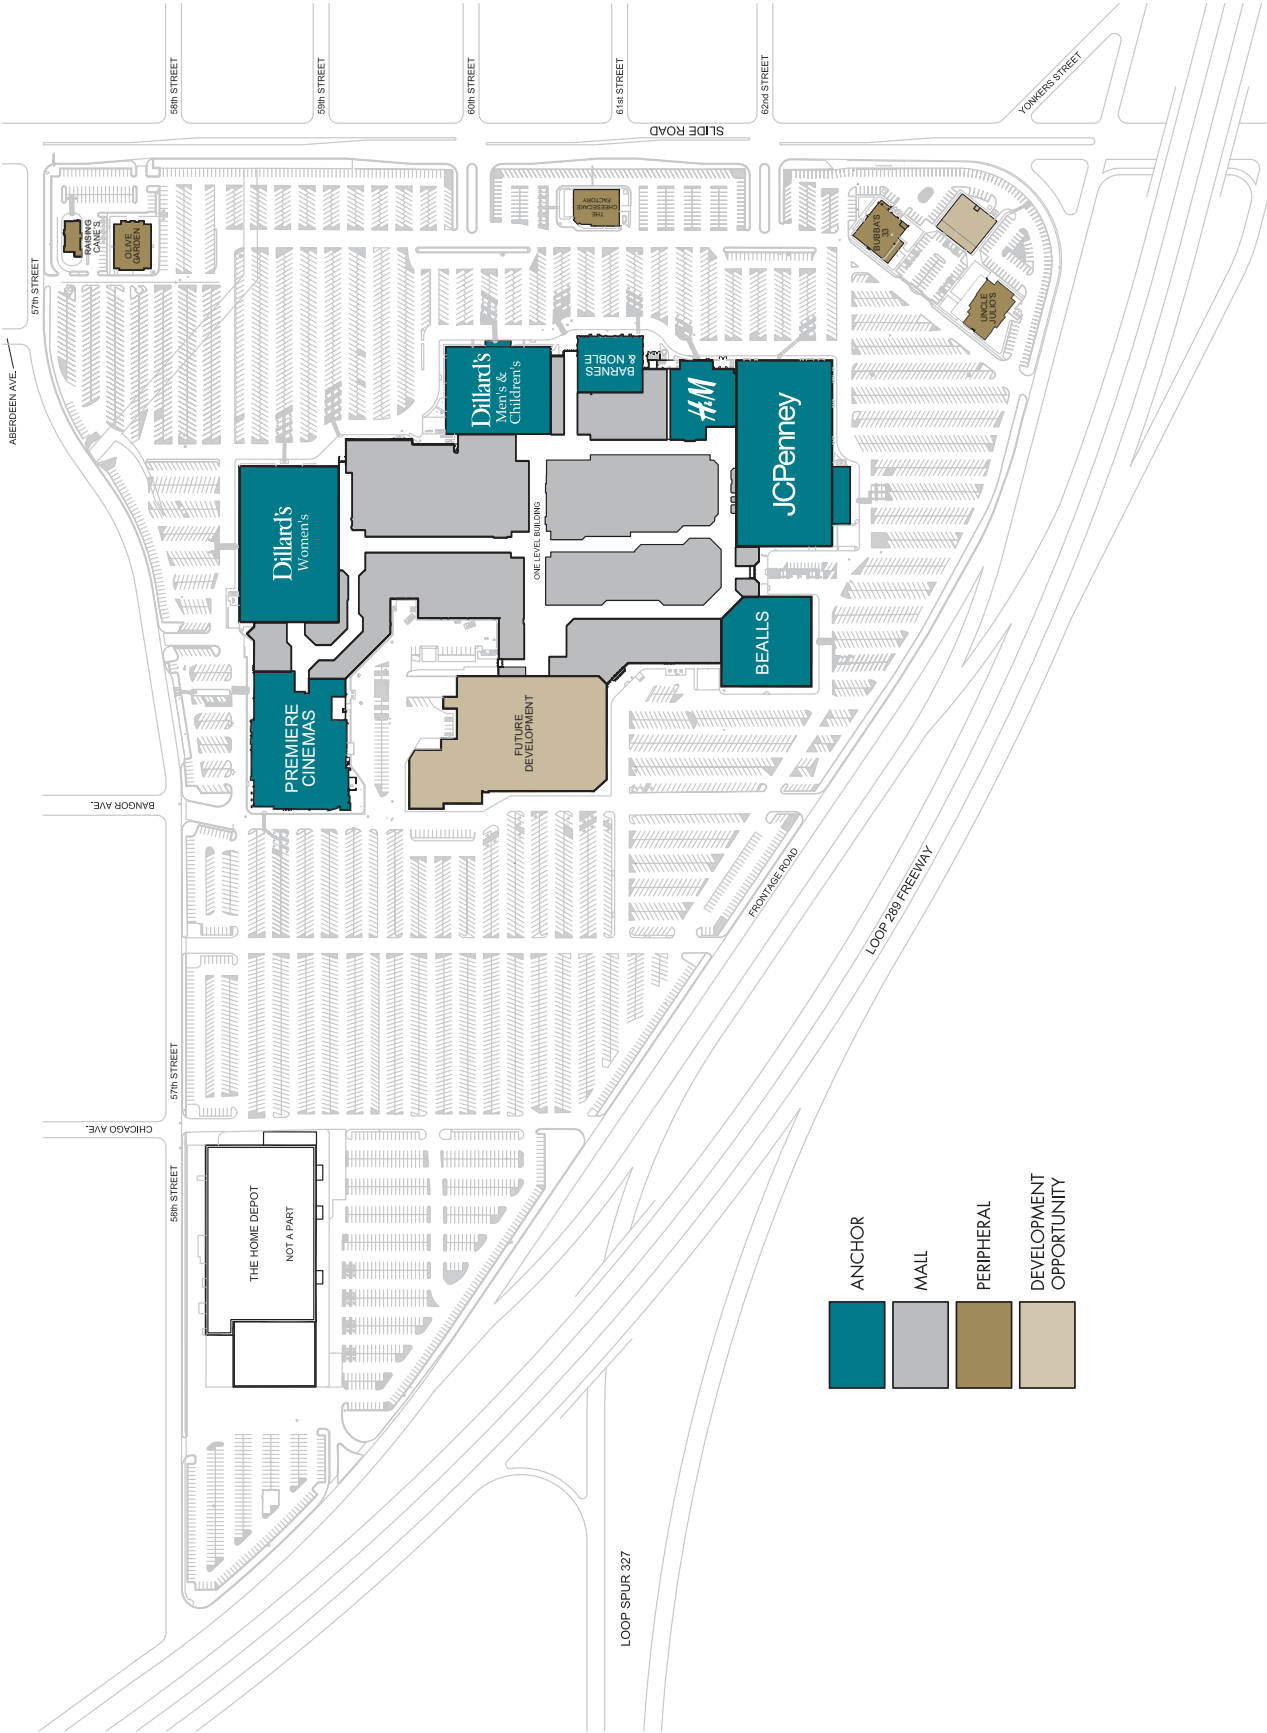 58th STREET
59th STREET
60th STREET
61st STREET
62nd STREET
YONKERS STREET
SLIDE ROAD
57th STREET
ABERDEEN AVE.
RAISING
CANE'S
OLIVE
GARDEN
THE
CHEESECAKE
FACTORY
BUBBA'S
33
UNCLE
JULIO'S
Dillard's
Men's &
Children's
BARNES
& NOBLE
H&M
JCPenney
Dillard's
Women's
ONE LEVEL BUILDING
BEALLS
PREMIERE
CINEMAS
FUTURE
DEVELOPMENT
BANGOR AVE.
FRONTAGE ROAD
LOOP 289 FREEWAY
57th STREET
CHICAGO AVE.
58th STREET
THE HOME DEPOT
NOT A PART
LOOP SPUR 327
ANCHOR
MALL
PERIPHERAL
DEVELOPMENT
OPPORTUNITY